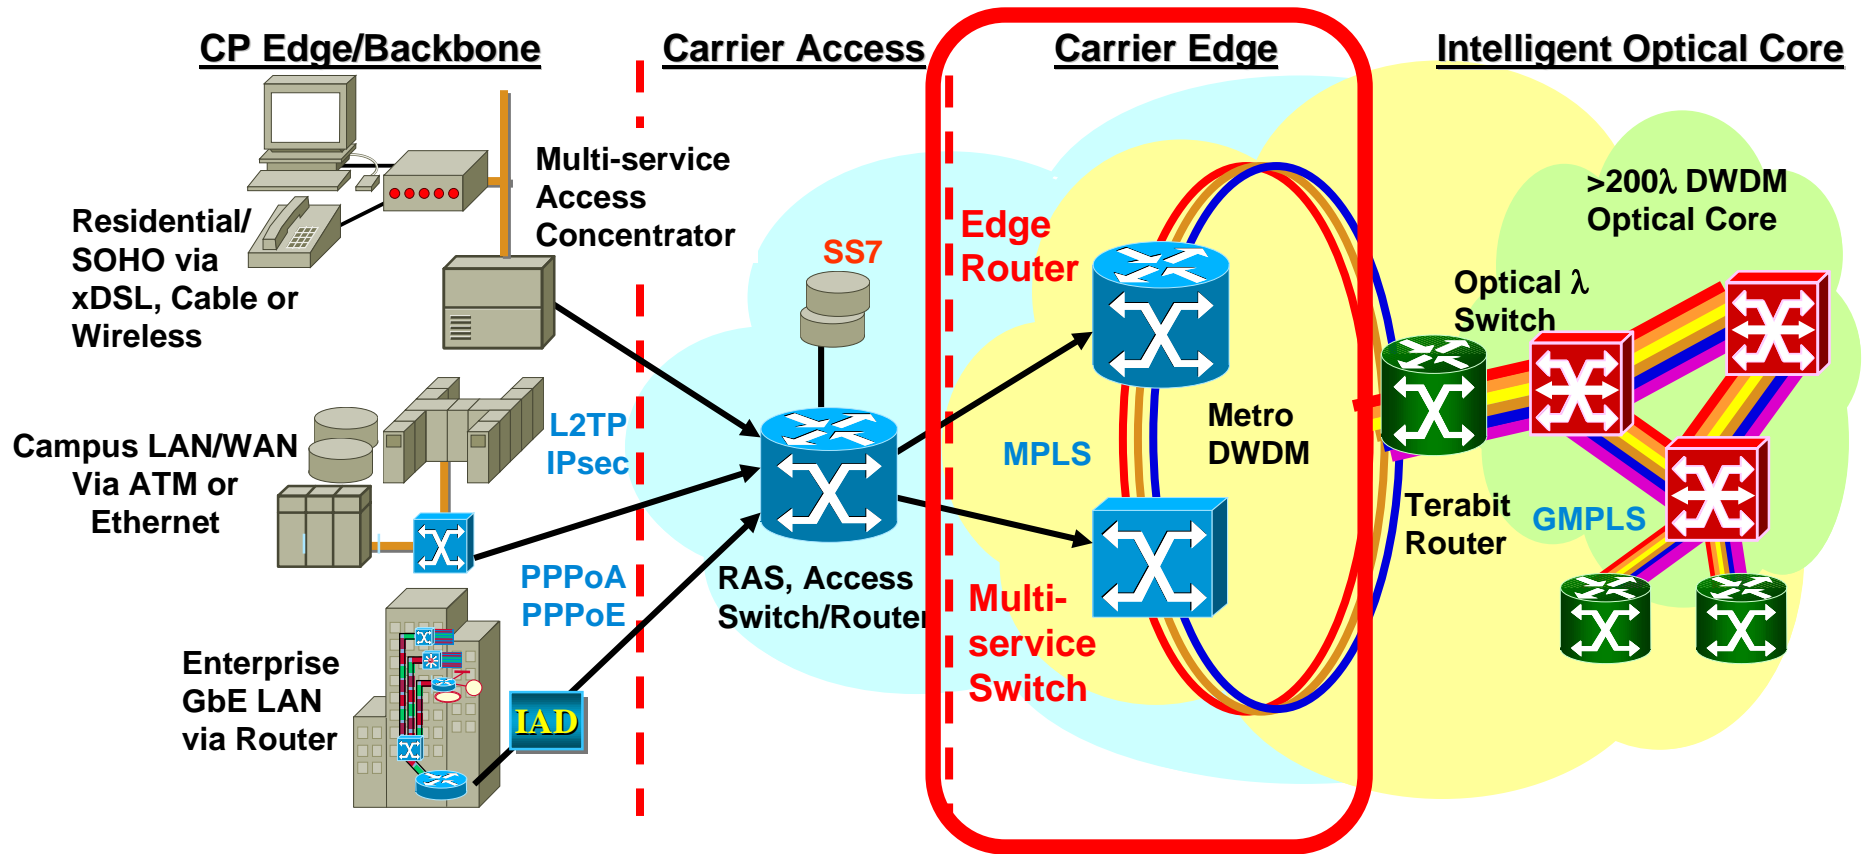 CP Edge/Backbone
Carrier Access
Carrier Edge
Intelligent Optical Core
Multi-service
Access
Concentrator
Residential/
SOHO via
xDSL, Cable or
Wireless
SS7
Edge
Router
>200λ DWDM
Optical Core
Optical λ
Switch
Campus LAN/WAN
Via ATM or
Ethernet
L2TP
IPsec
MPLS
Metro
DWDM
Terabit
Router
GMPLS
PPPoA
PPPoE
RAS, Access
Switch/Router
Multi-
service
Switch
Enterprise
GbE LAN
via Router
IAD